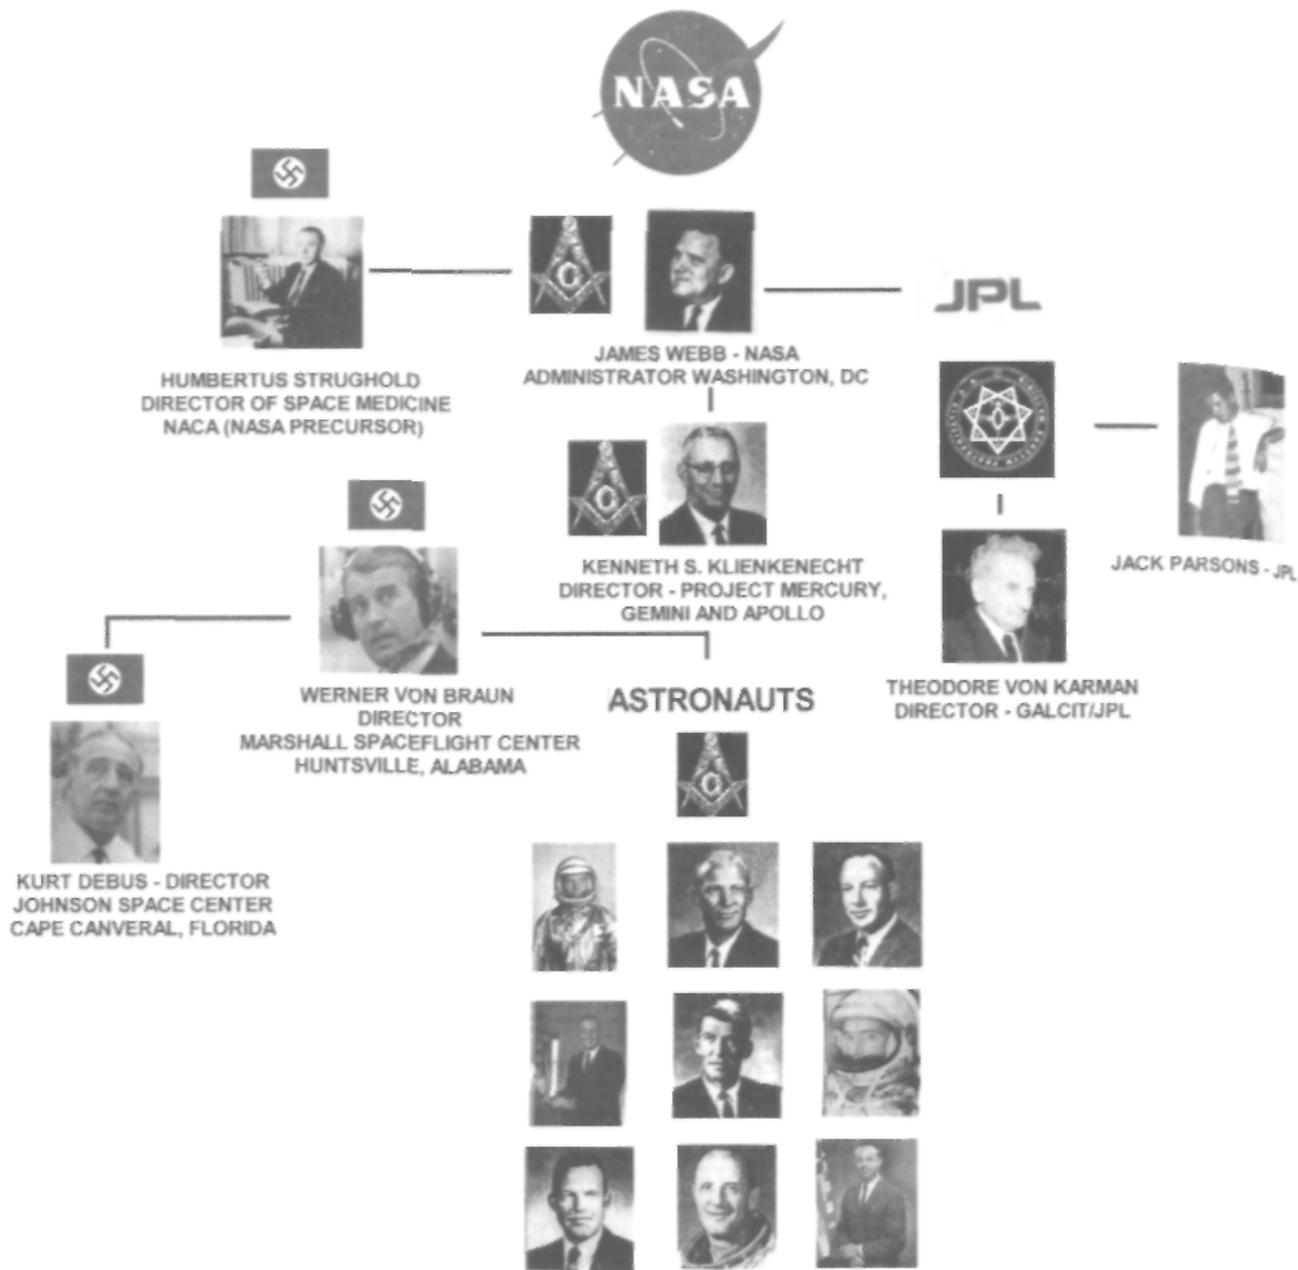 NASA
JPL
JAMES WEBB - NASA
ADMINISTRATOR WASHINGTON, DC
HUMBERTUS STRUGHOLD
DIRECTOR OF SPACE MEDICINE
NACA (NASA PRECURSOR)
G
G
KENNETH S. KLIENKENECHT
DIRECTOR - PROJECT MERCURY,
GEMINI AND APOLLO
JACK PARSONS - JPL
WERNER VON BRAUN
DIRECTOR
MARSHALL SPACEFLIGHT CENTER
HUNTSVILLE, ALABAMA
ASTRONAUTS
G
THEODORE VON KARMAN
DIRECTOR - GALCIT/JPL
KURT DEBUS - DIRECTOR
JOHNSON SPACE CENTER
CAPE CANVERAL, FLORIDA